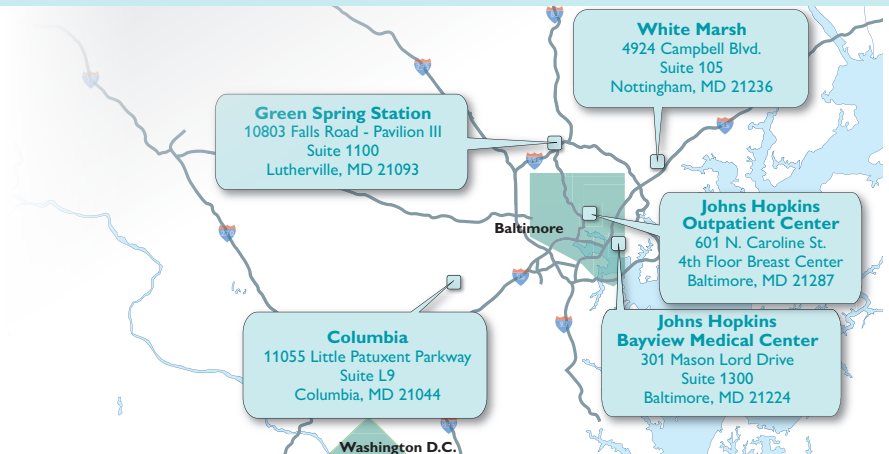 White Marsh
4924 Campbell Blvd.
Suite 105
Nottingham, MD 21236
Green Spring Station
10803 Falls Road - Pavilion III
Suite 1100
Lutherville, MD 21093
Johns Hopkins
Outpatient Center
601 N. Caroline St.
4th Floor Breast Center
Baltimore, MD 21287
Baltimore
Johns Hopkins
Bayview Medical Center
301 Mason Lord Drive
Suite 1300
Baltimore, MD 21224
Columbia
11055 Little Patuxent Parkway
Suite L9
Columbia, MD 21044
Washington D.C.